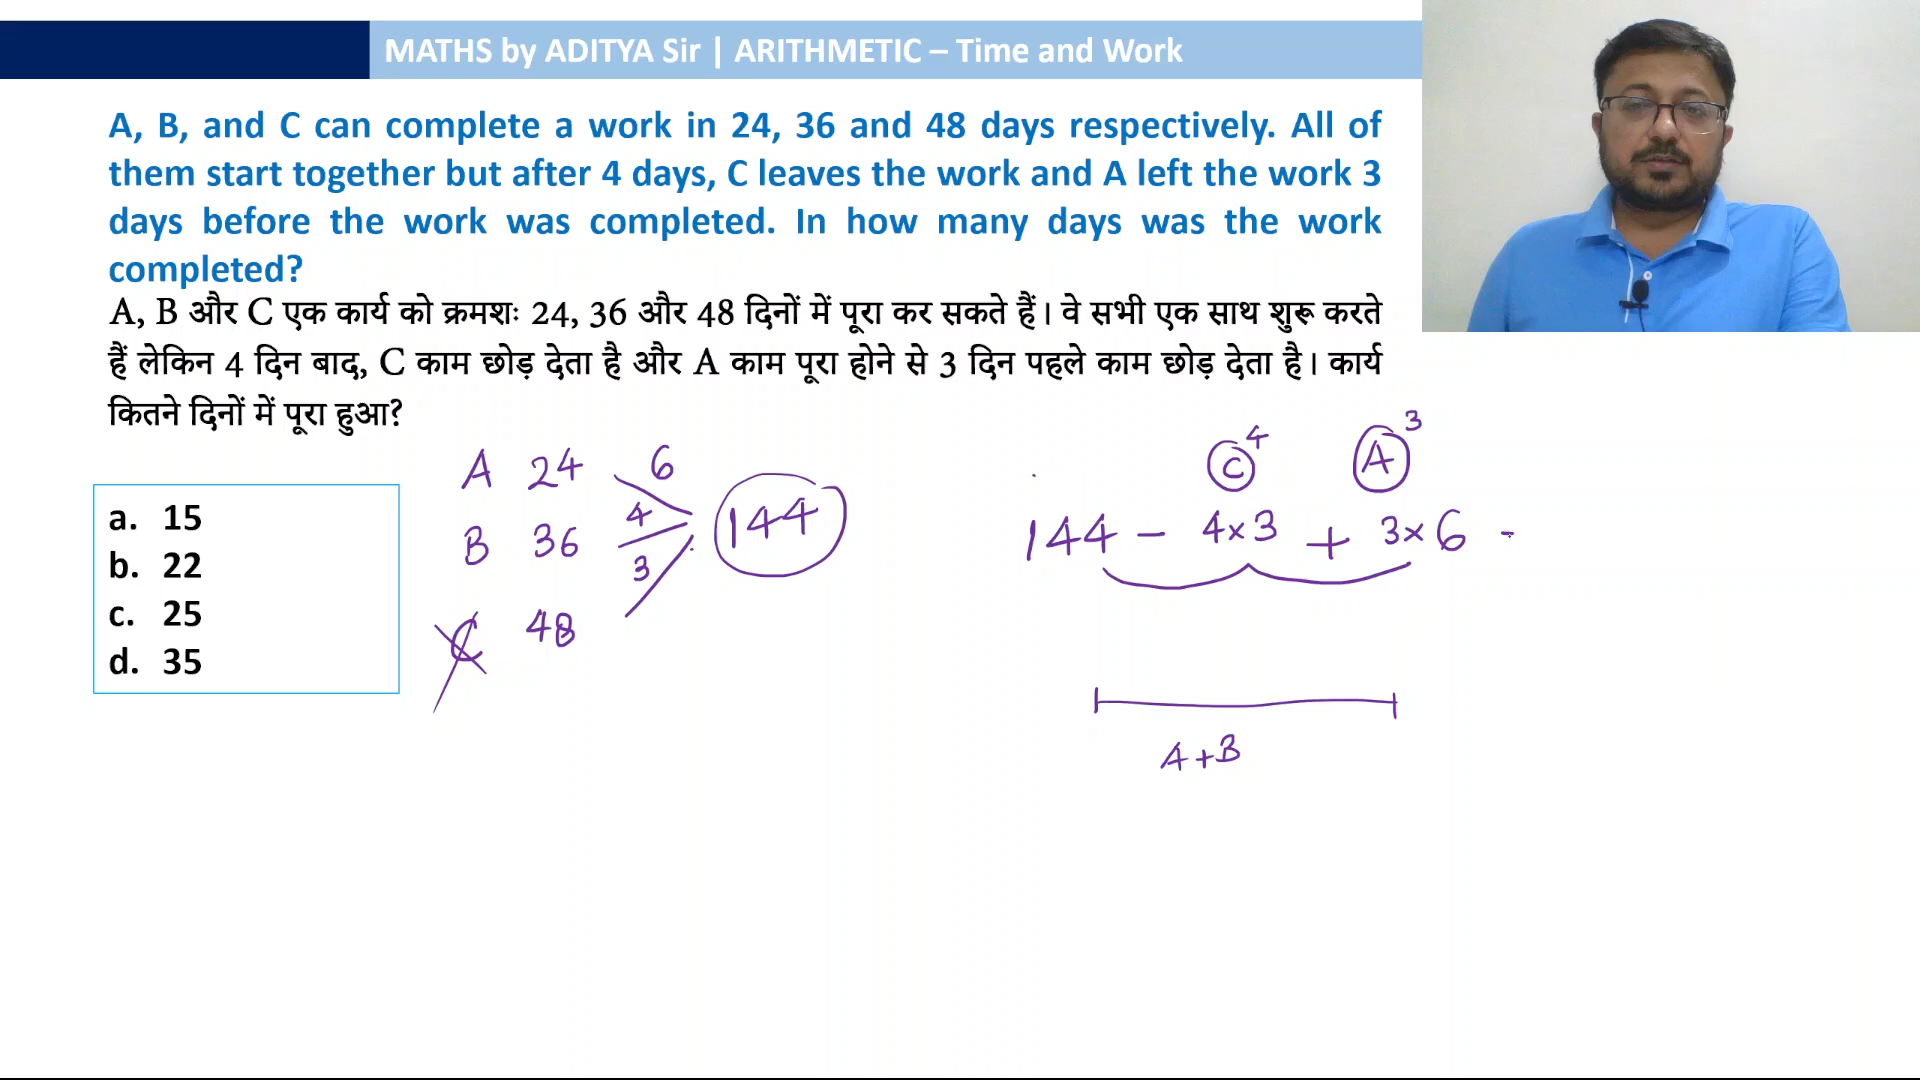 MATHS by ADITYA Sir | ARITHMETIC – Time and Work
A, B, and C can complete a work in 24, 36 and 48 days respectively. All of
them start together but after 4 days, C leaves the work and A left the work 3
days before the work was completed. In how many days was the work
completed?
A, B और C एक कार्य को क्रमशः 24, 36 और 48 दिनों में पूरा कर सकते हैं। वे सभी एक साथ शुरू करते
हैं लेकिन 4 दिन बाद, C काम छोड़ देता है और A काम पूरा होने से 3 दिन पहले काम छोड़ देता है। कार्य
कितने दिनों में पूरा हुआ?
a. 15
b. 22
c. 25
d. 35
A 24 6
B 36 4 144
C 48 3
C 4 A 3
144 - 4x3 + 3x6 -
A+B